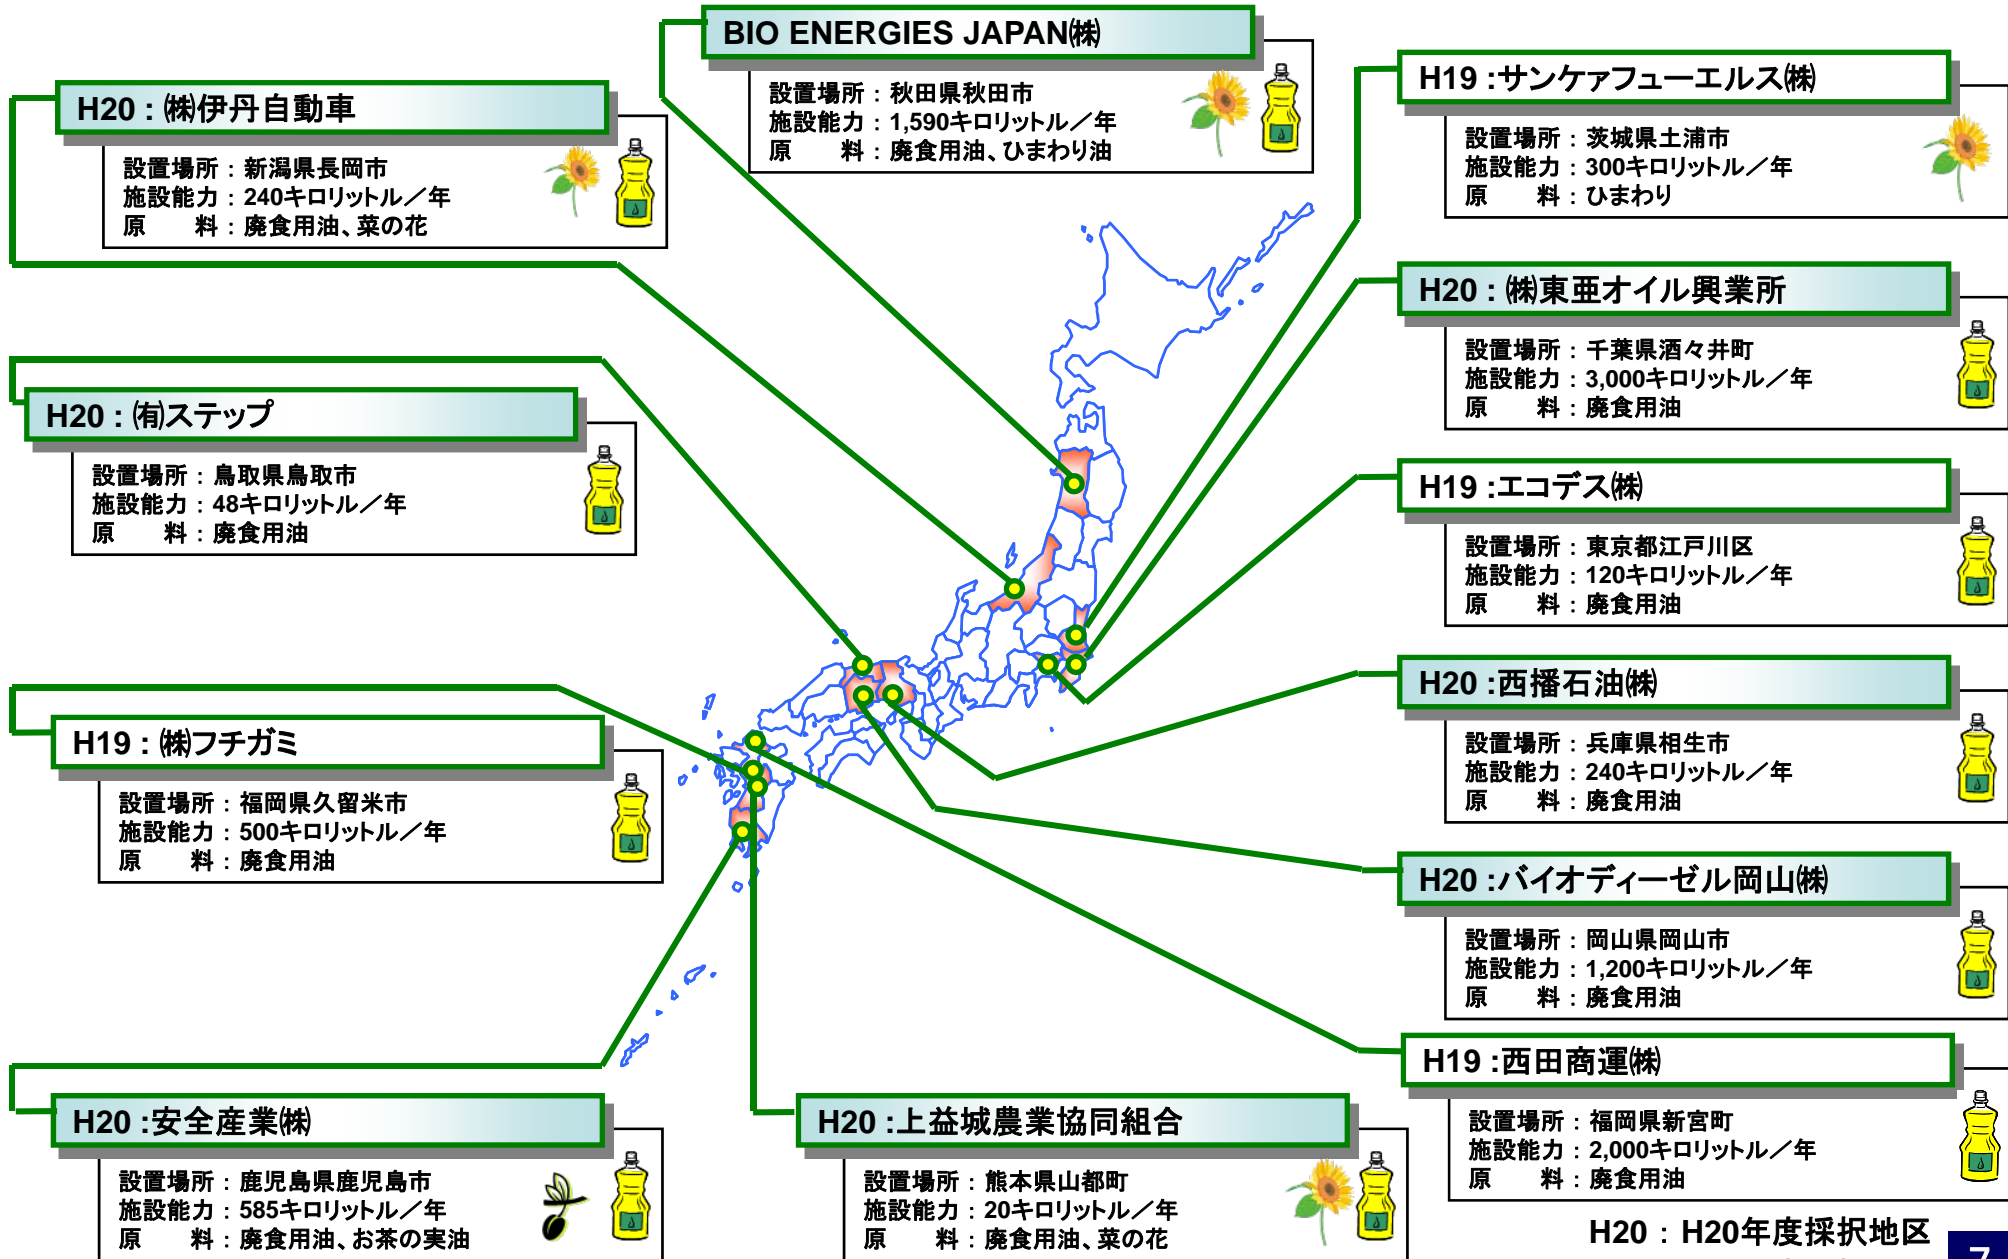 BIO ENERGIES JAPAN㈱
設置場所：秋田県秋田市
施設能力：1,590キロリットル／年
原　　料：廃食用油、ひまわり油
H20：㈱伊丹自動車
設置場所：新潟県長岡市
施設能力：240キロリットル／年
原　　料：廃食用油、菜の花
H20：㈲ステップ
設置場所：鳥取県鳥取市
施設能力：48キロリットル／年
原　　料：廃食用油
H19：㈱フチガミ
設置場所：福岡県久留米市
施設能力：500キロリットル／年
原　　料：廃食用油
H20：安全産業㈱
設置場所：鹿児島県鹿児島市
施設能力：585キロリットル／年
原　　料：廃食用油、お茶の実油
H20：上益城農業協同組合
設置場所：熊本県山都町
施設能力：20キロリットル／年
原　　料：廃食用油、菜の花
H19：サンケァフューエルス㈱
設置場所：茨城県土浦市
施設能力：300キロリットル／年
原　　料：ひまわり
H20：㈱東亜オイル興業所
設置場所：千葉県酒々井町
施設能力：3,000キロリットル／年
原　　料：廃食用油
H19：エコデス㈱
設置場所：東京都江戸川区
施設能力：120キロリットル／年
原　　料：廃食用油
H20：西播石油㈱
設置場所：兵庫県相生市
施設能力：240キロリットル／年
原　　料：廃食用油
H20：バイオディーゼル岡山㈱
設置場所：岡山県岡山市
施設能力：1,200キロリットル／年
原　　料：廃食用油
H19：西田商運㈱
設置場所：福岡県新宮町
施設能力：2,000キロリットル／年
原　　料：廃食用油
H20：H20年度採択地区
7